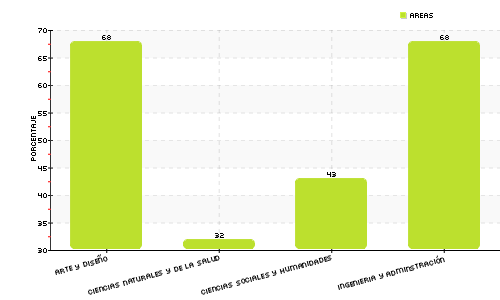 AREAS
PORCENTAJE
70
65
60
55
50
45
40
35
30
68
32
43
68
ARTE Y DISEÑO
CIENCIAS NATURALES Y DE LA SALUD
CIENCIAS SOCIALES Y HUMANIDADES
INGENIERIA Y ADMINSTRACIÓN